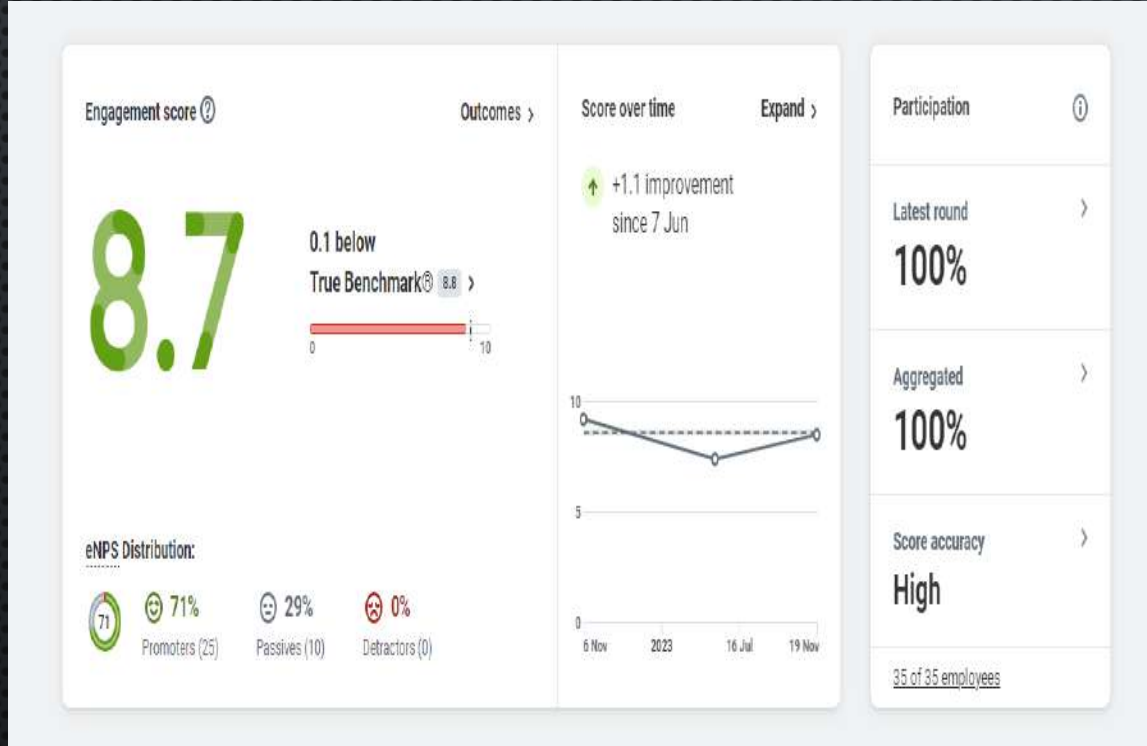 Engagement score
Outcomes >
8.7
0.1 below
True Benchmark® 8.8 >
0 10
eNPS Distribution:
71
71%
Promoters (25)
29%
Passives (10)
0%
Detractors (0)
Score over time
Expand >
+1.1 improvement
since 7 Jun
10
5
0
6 Nov 2023 16 Jul 19 Nov
Participation
Latest round
100%
Aggregated
100%
Score accuracy
High
35 of 35 employees